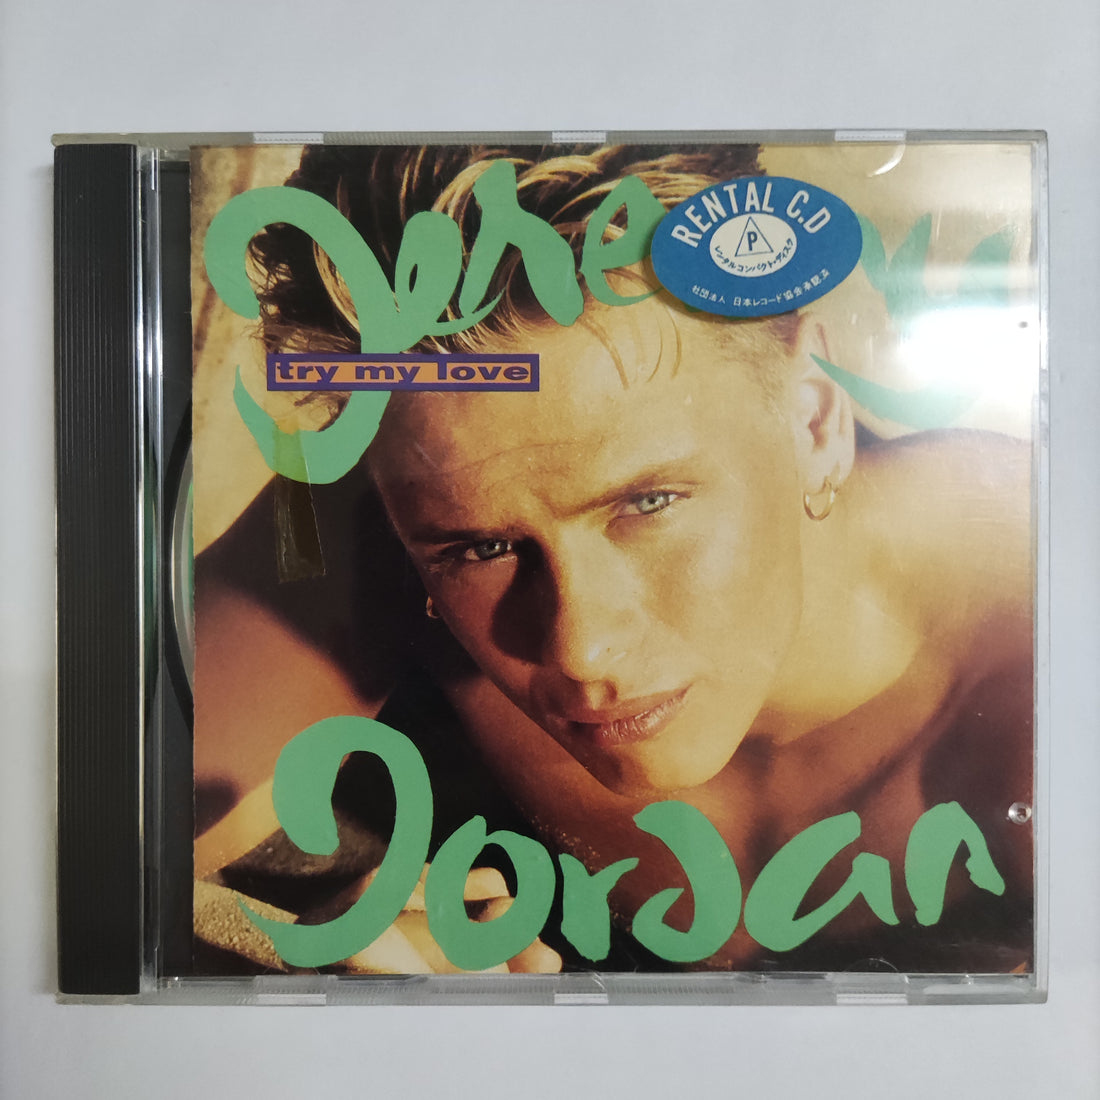 Jere
RENTAL C.D
P
レンタルコンパクト・ディスク
社団法人 日本レコード協会承認済
try my love
Jordan